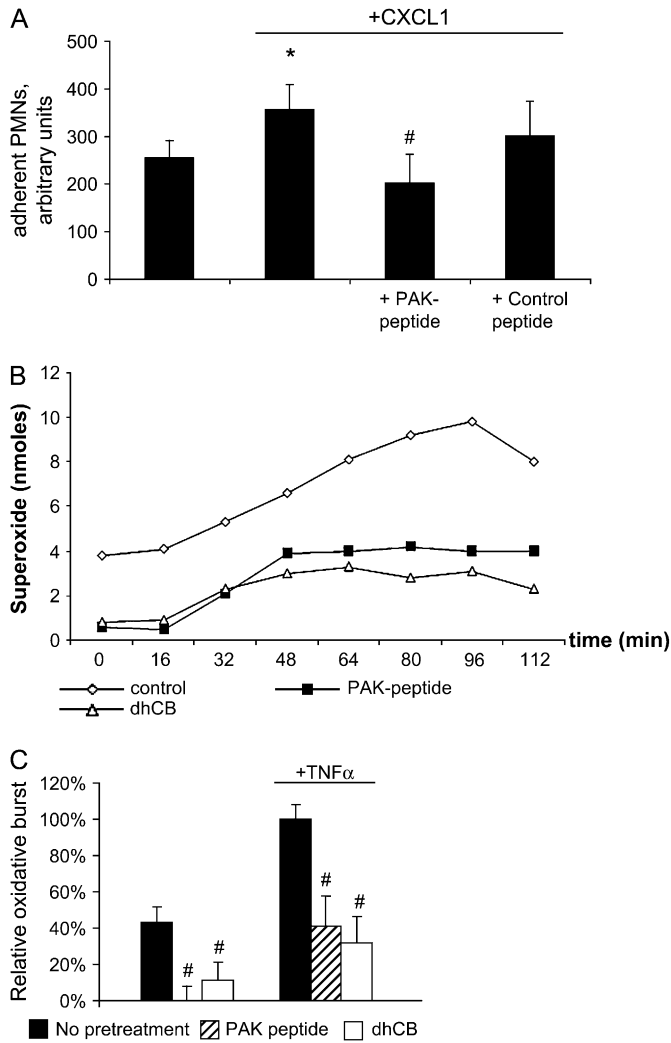 A
+CXCL1
adherent PMNs,
arbitrary units
500
400
300
200
100
0
*
#
+ PAK-
peptide
+ Control
peptide
B
Superoxide (nmoles)
12
10
8
6
4
2
0
0 16 32 48 64 80 96 112
time (min)
control
PAK-peptide
dhCB
C
+TNFα
Relative oxidative burst
120%
100%
80%
60%
40%
20%
0%
# # # #
No pretreatment
PAK peptide
dhCB